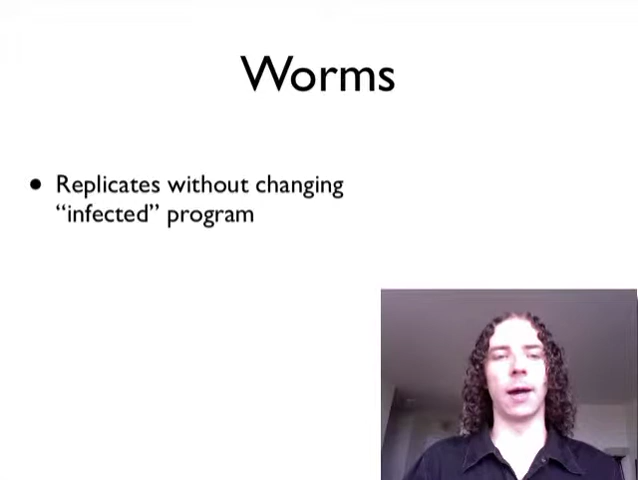 Worms
• Replicates without changing
“infected” program